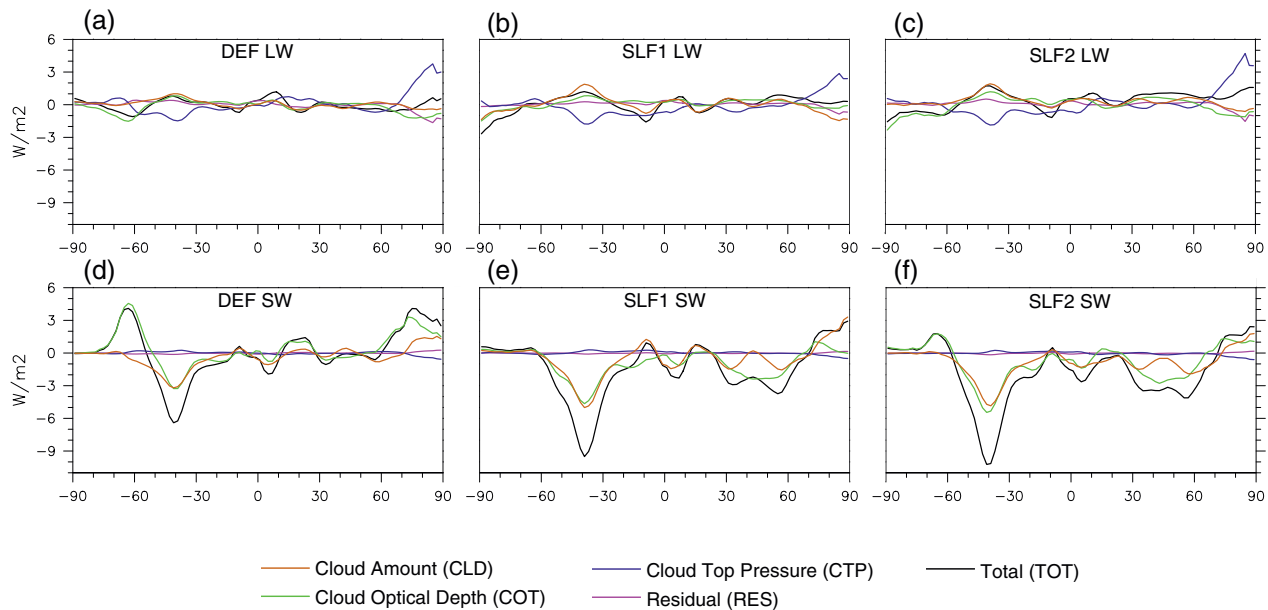 (a) (b) (c)
DEF LW SLF1 LW SLF2 LW
6
3
0
−3
−6
−9
W/m2
−90 −60 −30 0 30 60 90 −90 −60 −30 0 30 60 90 −90 −60 −30 0 30 60 90
(d) (e) (f)
DEF SW SLF1 SW SLF2 SW
6
3
0
−3
−6
−9
W/m2
−90 −60 −30 0 30 60 90 −90 −60 −30 0 30 60 90 −90 −60 −30 0 30 60 90
Cloud Amount (CLD) Cloud Top Pressure (CTP) Total (TOT)
Cloud Optical Depth (COT) Residual (RES)